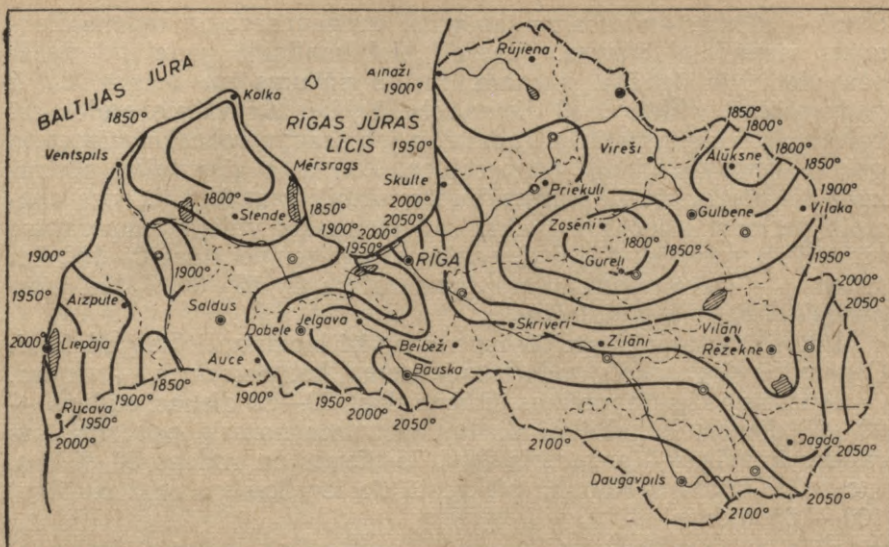 Rūjiena
Ainaži
1900°
BALTIJAS JŪRA
Kolka
1850°
RĪGAS JŪRAS
LĪCIS
1950°
Ventspils
Mērsrags
Skulte
Vireši
1850°
1800°
Alūksne
1850°
1900°
Priekuļi
1800°
Stende
1850°
2000°
2050°
Zosēni
Gulbene
Viļaka
1900°
2000°
1950°
RĪGA
1800°
1850°
Gureļi
1950°
2000°
2050°
1900°
1900°
1950°
Aizpute
Saldus
Dobele
Jelgava
Skrīveri
Zīlāni
Viļāni
Rēzekne
2000°
Liepāja
Auce
Beibeži
Bauska
1850°
Rucava
1900°
1950°
2000°
1900°
1950°
2000°
2050°
2100°
Dagda
2050°
Daugavpils
2050°
2100°